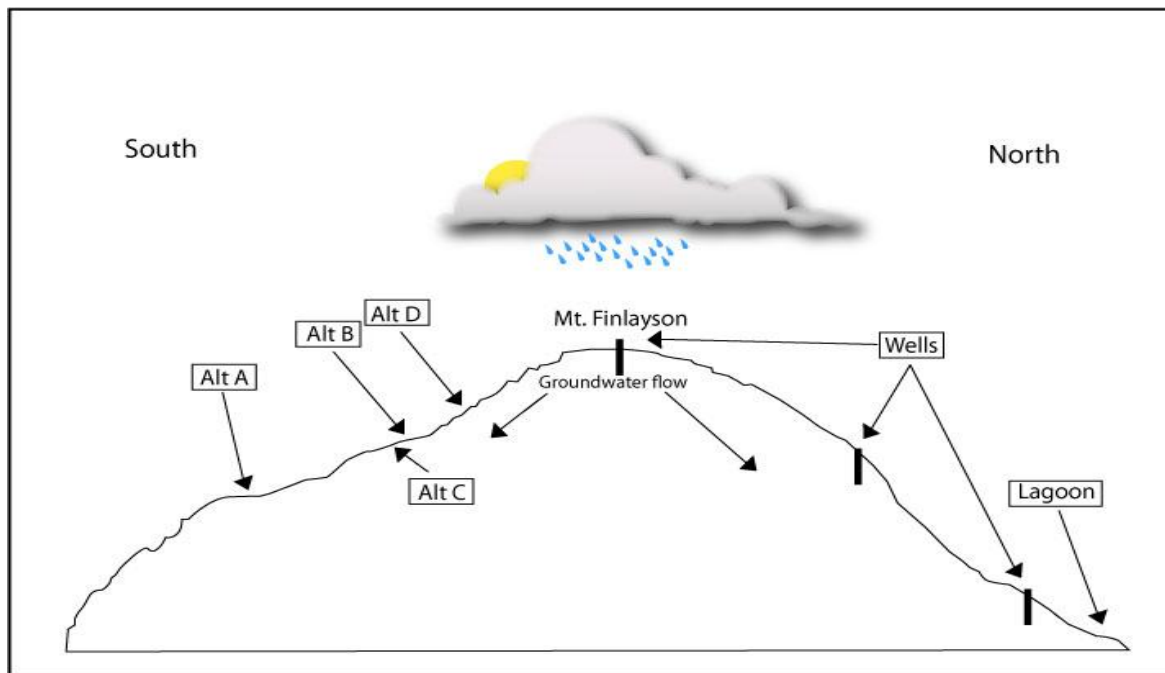 South
North
Alt D
Mt. Finlayson
Alt B
Wells
Alt A
Groundwater flow
Alt C
Lagoon